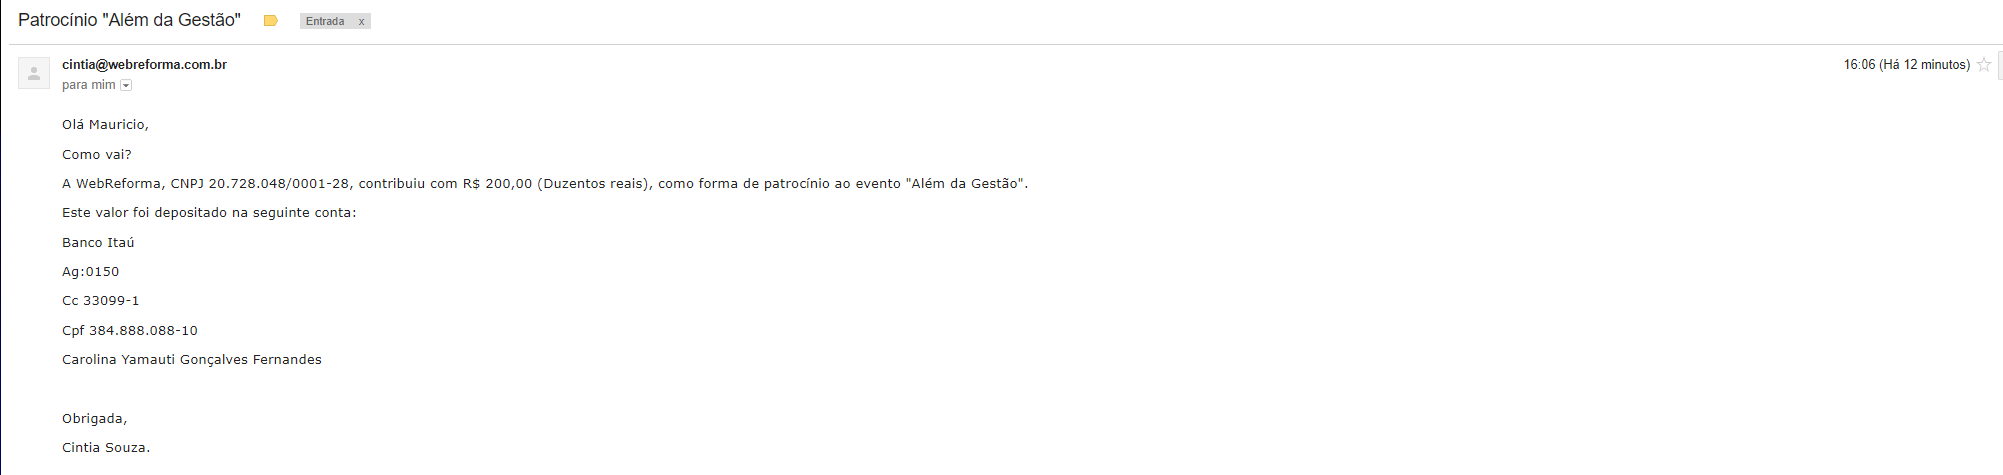 Patrocínio "Além da Gestão" Entrada x
cintia@webreforma.com.br 16:06 (Há 12 minutos)
para mim
Olá Mauricio,
Como vai?
A WebReforma, CNPJ 20.728.048/0001-28, contribuiu com R$ 200,00 (Duzentos reais), como forma de patrocínio ao evento "Além da Gestão".
Este valor foi depositado na seguinte conta:
Banco Itaú
Ag:0150
Cc 33099-1
Cpf 384.888.088-10
Carolina Yamauti Gonçalves Fernandes
Obrigada,
Cintia Souza.